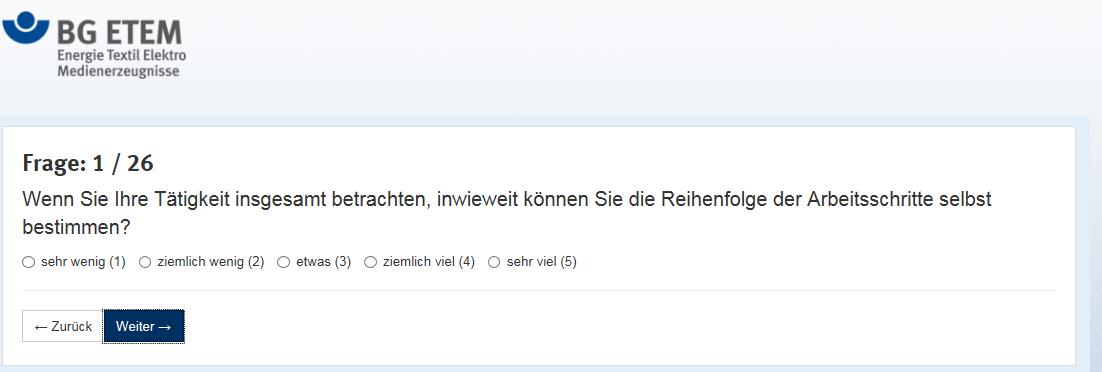 BG ETEM
Energie Textil Elektro
Medienerzeugnisse
Frage: 1 / 26
Wenn Sie Ihre Tätigkeit insgesamt betrachten, inwieweit können Sie die Reihenfolge der Arbeitsschritte selbst
bestimmen?
sehr wenig (1) ziemlich wenig (2) etwas (3) ziemlich viel (4) sehr viel (5)
← Zurück Weiter →